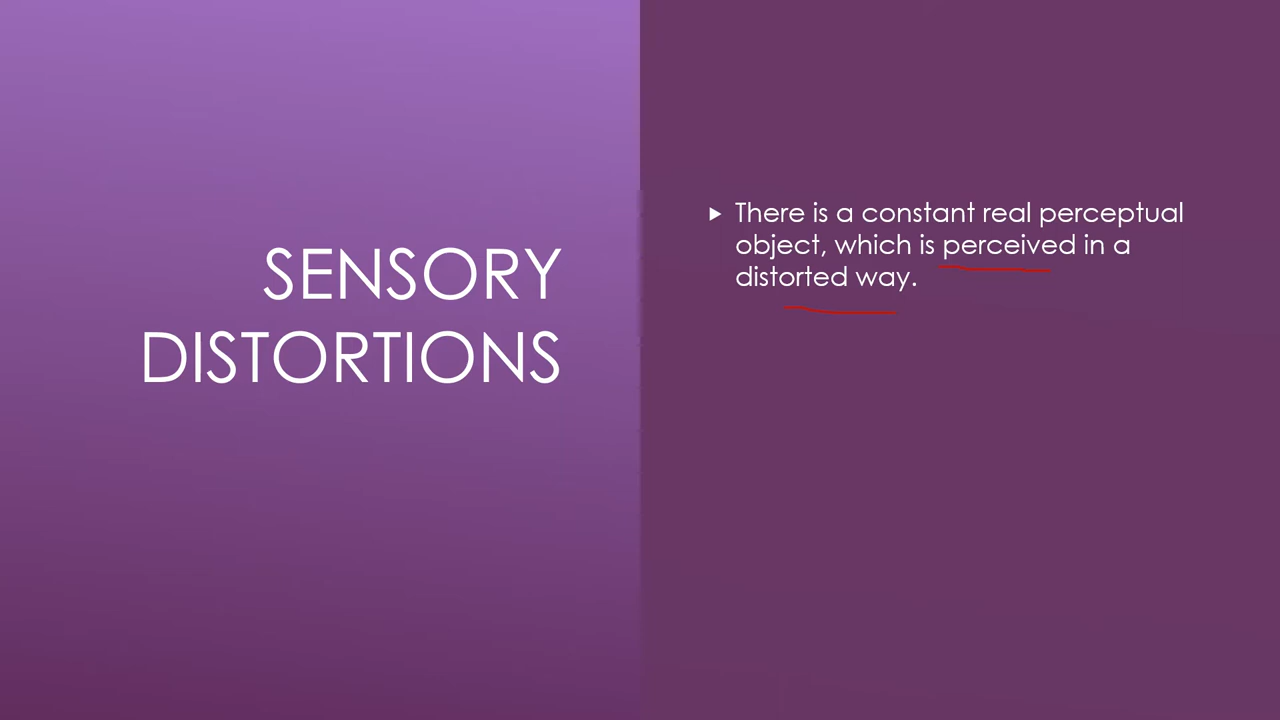 SENSORY
DISTORTIONS
There is a constant real perceptual
object, which is perceived in a
distorted way.